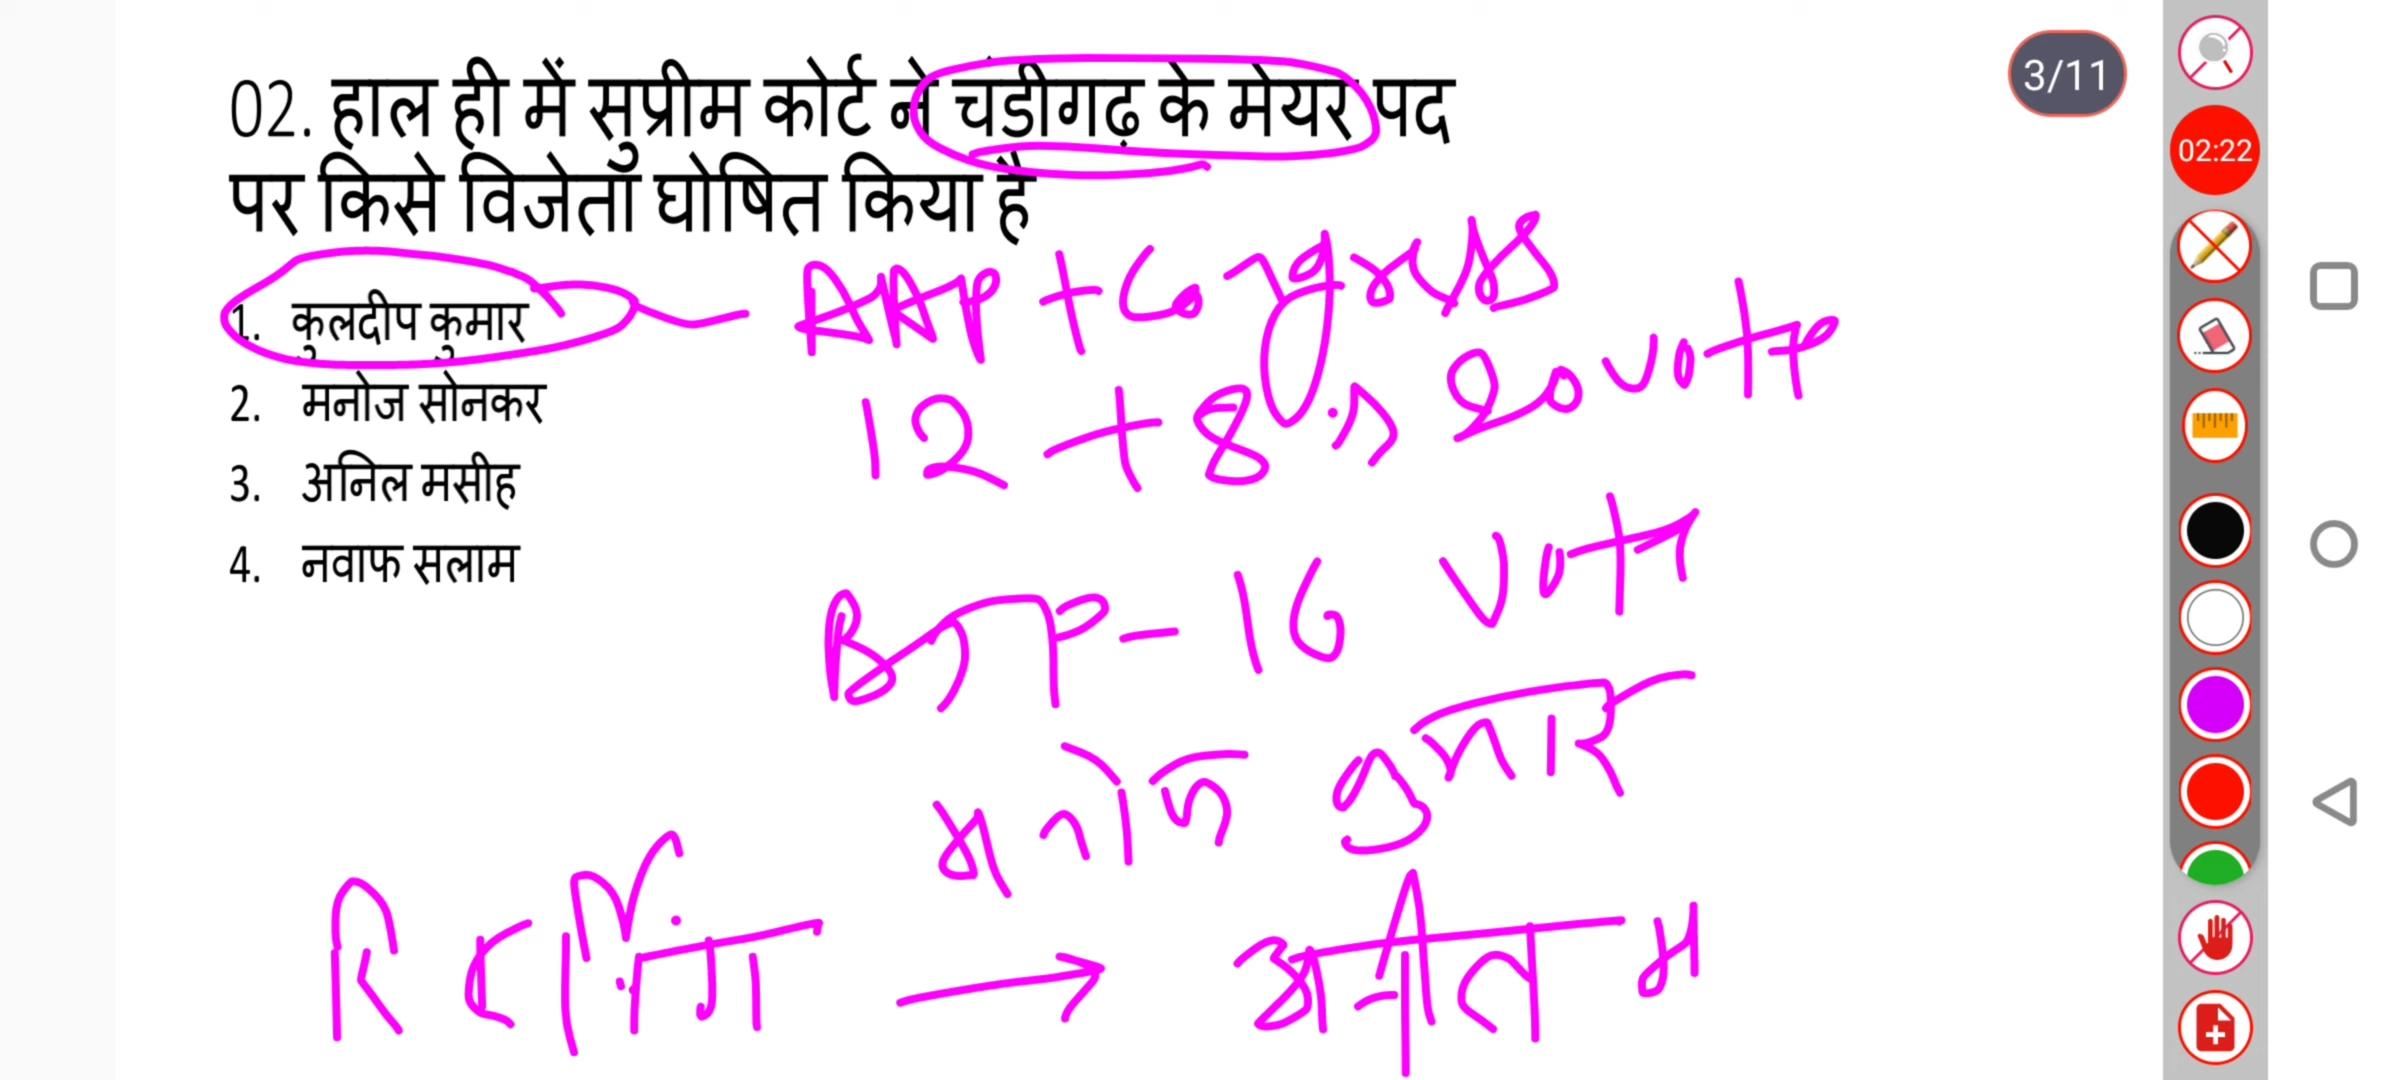 02. हाल ही में सुप्रीम कोर्ट ने चंडीगढ़ के मेयर पद
पर किसे विजेता घोषित किया है
1. कुलदीप कुमार
2. मनोज सोनकर
3. अनिल मसीह
4. नवाफ सलाम
AAP + Congress
12 + 8 = 20 vote
BJP - 16 vote
मनोज कुमार
→ अनील म
3/11
02:22